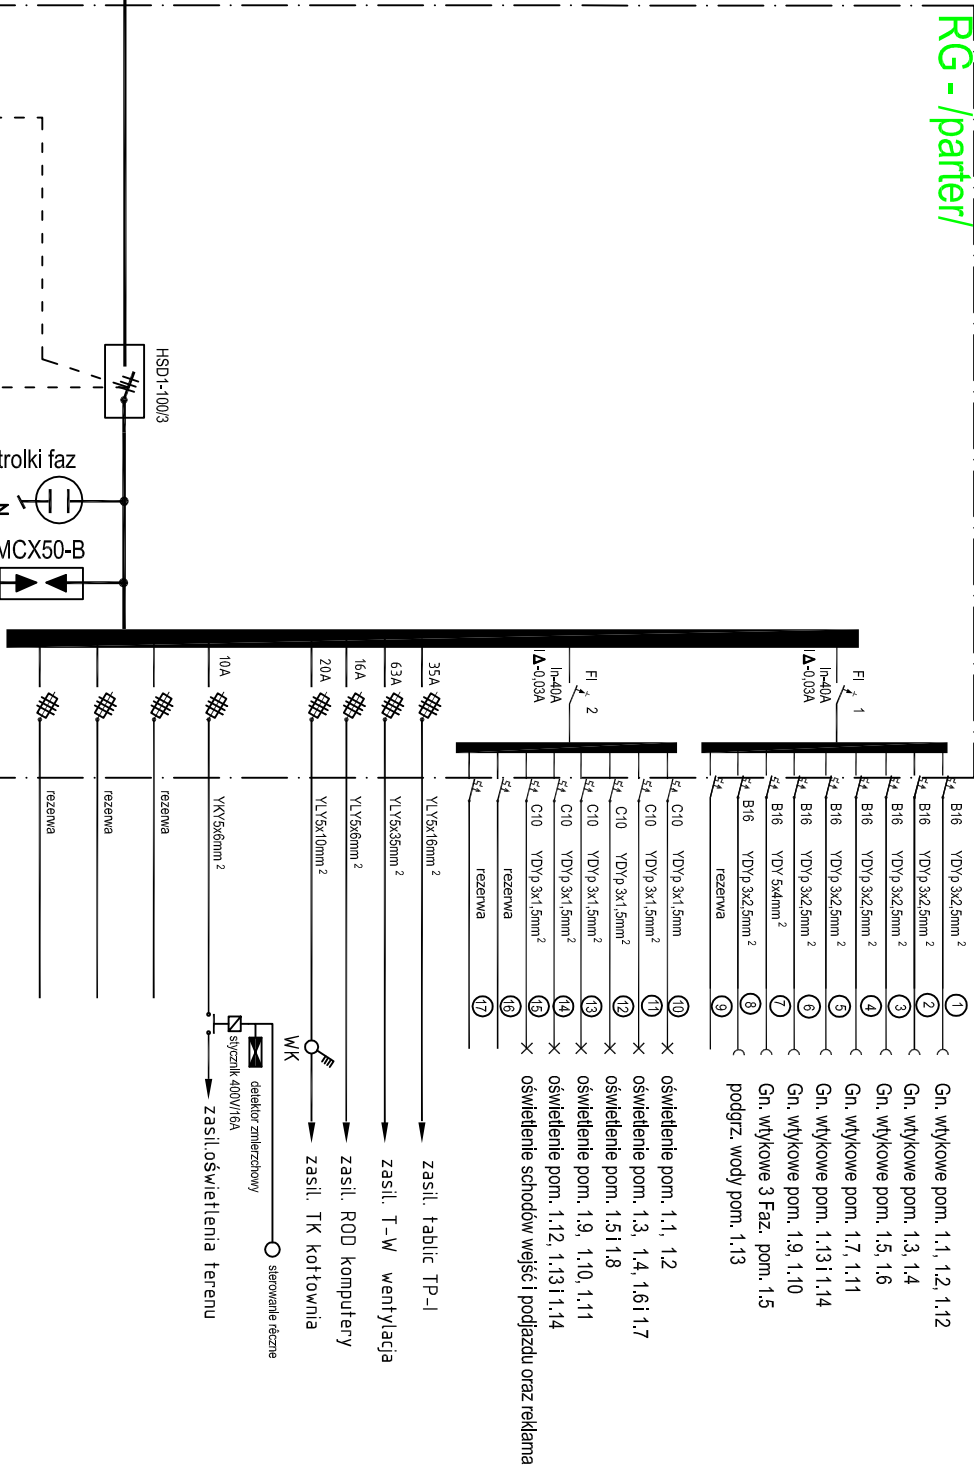 RG - /parter/
HSD1-100/3
trolki faz
N
MCX50-B
FI 1
In-40A
IΔ-0,03A
FI 2
In-40A
IΔ-0,03A
B16 YDYp 3x2,5mm² 1 Gn. wtykowe pom. 1.1, 1.2, 1.12
B16 YDYp 3x2,5mm² 2 Gn. wtykowe pom. 1.3, 1.4
B16 YDYp 3x2,5mm² 3 Gn. wtykowe pom. 1.5, 1.6
B16 YDYp 3x2,5mm² 4 Gn. wtykowe pom. 1.7, 1.11
B16 YDYp 3x2,5mm² 5 Gn. wtykowe pom. 1.13 i 1.14
B16 YDYp 3x2,5mm² 6 Gn. wtykowe pom. 1.9, 1.10
B16 YDY 5x4mm² 7 Gn. wtykowe 3 Faz. pom. 1.5
B16 YDYp 3x2,5mm² 8 podgrz. wody pom. 1.13
rezerwa 9
C10 YDYp 3x1,5mm 10 oświetlenie pom. 1.1, 1.2
C10 YDYp 3x1,5mm² 11 oświetlenie pom. 1.3, 1.4, 1.6 i 1.7
C10 YDYp 3x1,5mm² 12 oświetlenie pom. 1.5 i 1.8
C10 YDYp 3x1,5mm² 13 oświetlenie pom. 1.9, 1.10, 1.11
C10 YDYp 3x1,5mm² 14 oświetlenie pom. 1.12, 1.13 i 1.14
C10 YDYp 3x1,5mm² 15 oświetlenie schodów wejść i podjazdu oraz reklama
rezerwa 16
rezerwa 17
35A YLY5x16mm² zasil. tablic TP-I
63A YLY5x35mm² zasil. T-W wentylacja
16A YLY5x6mm² zasil. ROD komputery
20A YLY5x10mm² WK zasil. TK kotłownia
10A YKY5x6mm² zasil.oświetlenia terenu
sterowanie rêczne
detektor zmierzchowy
stycznik 400V/16A
rezerwa
rezerwa
rezerwa